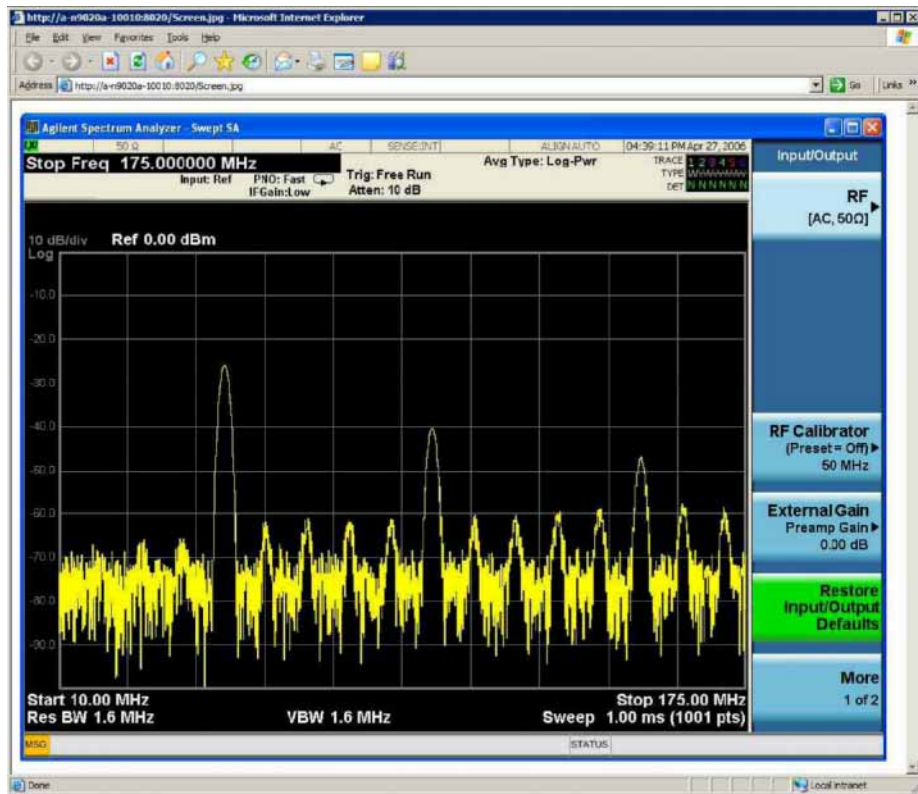 http://a-n9020a-10010:8020/Screen.jpg - Microsoft Internet Explorer
File Edit View Favorites Tools Help
Address http://a-n9020a-10010:8020/Screen.jpg Go Links »
Agilent Spectrum Analyzer - Swept SA
50 Ω AC SENSE:INT ALIGN AUTO 04:39:11 PM Apr 27, 2006
Stop Freq 175.000000 MHz
Input: Ref PNO: Fast IFGain:Low
Trig: Free Run
Atten: 10 dB
Avg Type: Log-Pwr
TRACE 1 2 3 4 5 6
TYPE
DET N N N N N N
10 dB/div Ref 0.00 dBm
Log
-10.0
-20.0
-30.0
-40.0
-50.0
-60.0
-70.0
-80.0
-90.0
Start 10.00 MHz Stop 175.00 MHz
Res BW 1.6 MHz VBW 1.6 MHz Sweep 1.00 ms (1001 pts)
MSG STATUS
Input/Output
RF
[AC, 50Ω]
RF Calibrator
(Preset = Off)
50 MHz
External Gain
Preamp Gain
0.00 dB
Restore
Input/Output
Defaults
More
1 of 2
Done Local intranet